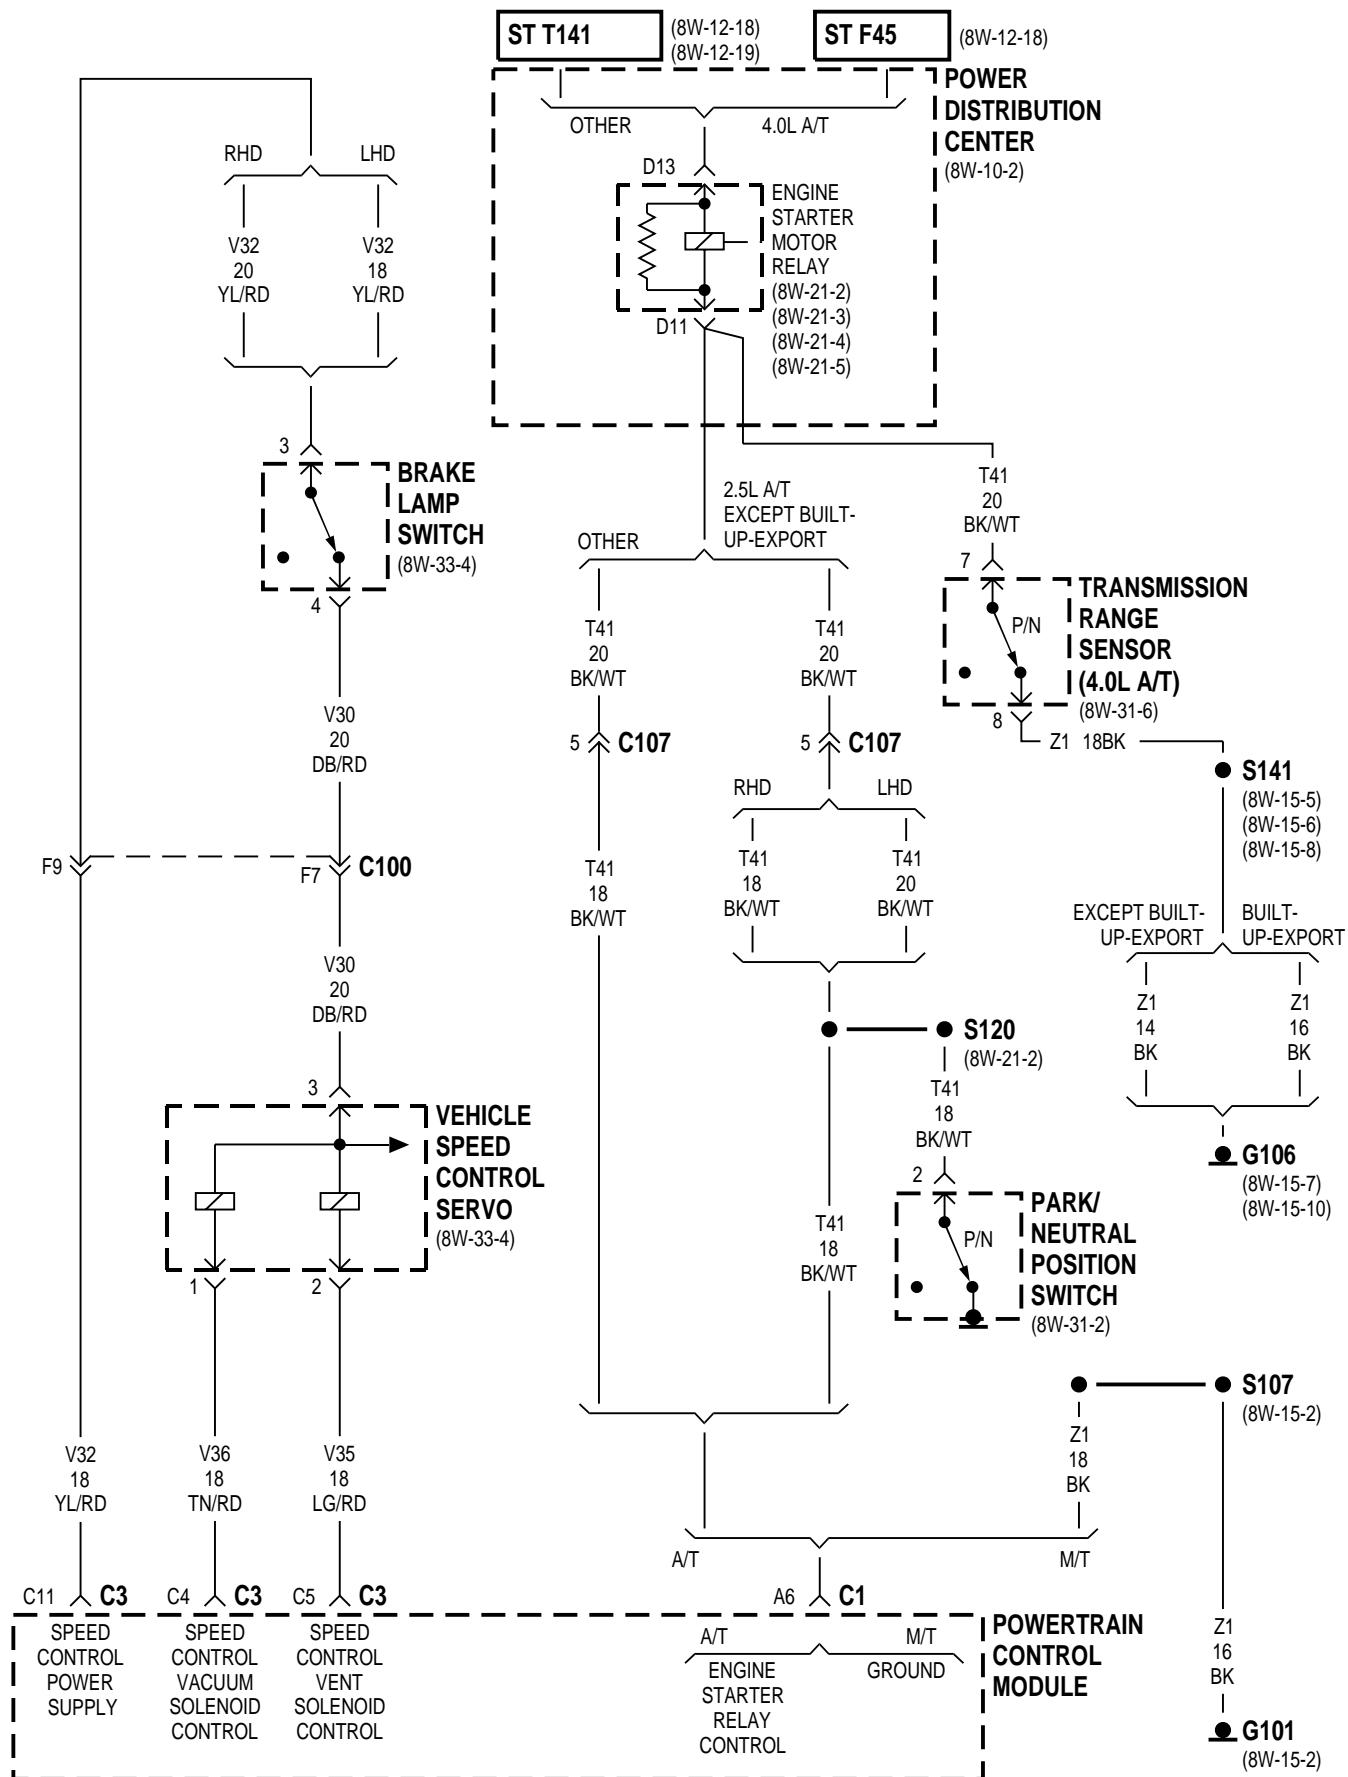 ST T141
(8W-12-18)
(8W-12-19)
ST F45
(8W-12-18)
POWER
DISTRIBUTION
CENTER
(8W-10-2)
OTHER
4.0L A/T
D13
ENGINE
STARTER
MOTOR
RELAY
(8W-21-2)
(8W-21-3)
(8W-21-4)
(8W-21-5)
D11
RHD
LHD
V32
20
YL/RD
V32
18
YL/RD
3
BRAKE
LAMP
SWITCH
(8W-33-4)
4
V30
20
DB/RD
F9
F7
C100
V30
20
DB/RD
3
VEHICLE
SPEED
CONTROL
SERVO
(8W-33-4)
1
2
V32
18
YL/RD
V36
18
TN/RD
V35
18
LG/RD
2.5L A/T
EXCEPT BUILT-
UP-EXPORT
OTHER
T41
20
BK/WT
T41
20
BK/WT
5
C107
5
C107
RHD
LHD
T41
18
BK/WT
T41
18
BK/WT
T41
20
BK/WT
S120
(8W-21-2)
T41
18
BK/WT
2
P/N
PARK/
NEUTRAL
POSITION
SWITCH
(8W-31-2)
T41
18
BK/WT
T41
20
BK/WT
7
P/N
TRANSMISSION
RANGE
SENSOR
(4.0L A/T)
(8W-31-6)
8
Z1 18BK
S141
(8W-15-5)
(8W-15-6)
(8W-15-8)
EXCEPT BUILT-
UP-EXPORT
BUILT-
UP-EXPORT
Z1
14
BK
Z1
16
BK
G106
(8W-15-7)
(8W-15-10)
S107
(8W-15-2)
Z1
18
BK
A/T
M/T
C11
C3
C4
C3
C5
C3
A6
C1
SPEED
CONTROL
POWER
SUPPLY
SPEED
CONTROL
VACUUM
SOLENOID
CONTROL
SPEED
CONTROL
VENT
SOLENOID
CONTROL
A/T
M/T
ENGINE
STARTER
RELAY
CONTROL
GROUND
POWERTRAIN
CONTROL
MODULE
Z1
16
BK
G101
(8W-15-2)